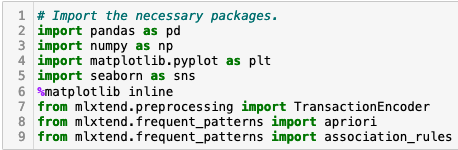 1 # Import the necessary packages.
2 import pandas as pd
3 import numpy as np
4 import matplotlib.pyplot as plt
5 import seaborn as sns
6 %matplotlib inline
7 from mlxtend.preprocessing import TransactionEncoder
8 from mlxtend.frequent_patterns import apriori
9 from mlxtend.frequent_patterns import association_rules